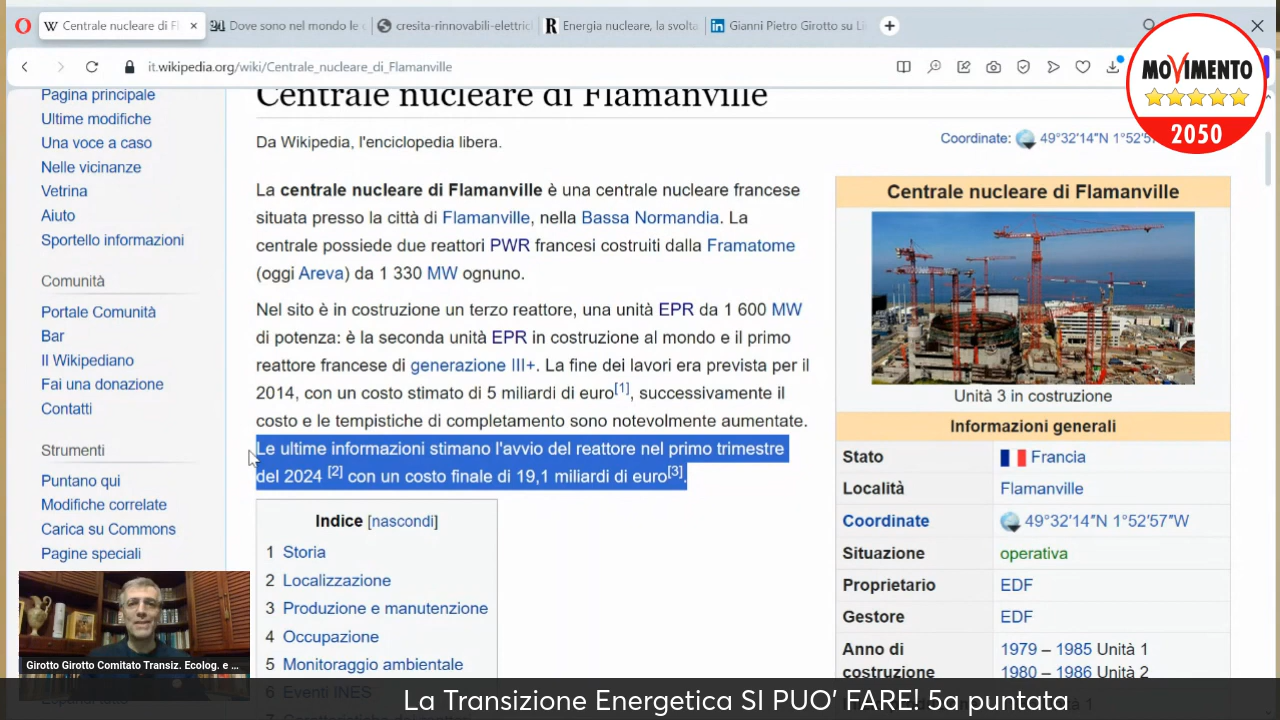 Centrale nucleare di Fl
Dove sono nel mondo le c
cresita-rinnovabili-elettric
Energia nucleare, la svolta
Gianni Pietro Girotto su Li
it.wikipedia.org/wiki/Centrale_nucleare_di_Flamanville
MOVIMENTO
2050
Pagina principale
Ultime modifiche
Una voce a caso
Nelle vicinanze
Vetrina
Aiuto
Sportello informazioni
Comunità
Portale Comunità
Bar
Il Wikipediano
Fai una donazione
Contatti
Strumenti
Puntano qui
Modifiche correlate
Carica su Commons
Pagine speciali
Centrale nucleare di Flamanville
Da Wikipedia, l'enciclopedia libera.
Coordinate: 49°32′14″N 1°52′5
La centrale nucleare di Flamanville è una centrale nucleare francese
situata presso la città di Flamanville, nella Bassa Normandia. La
centrale possiede due reattori PWR francesi costruiti dalla Framatome
(oggi Areva) da 1 330 MW ognuno.
Nel sito è in costruzione un terzo reattore, una unità EPR da 1 600 MW
di potenza: è la seconda unità EPR in costruzione al mondo e il primo
reattore francese di generazione III+. La fine dei lavori era prevista per il
2014, con un costo stimato di 5 miliardi di euro[1], successivamente il
costo e le tempistiche di completamento sono notevolmente aumentate.
Le ultime informazioni stimano l'avvio del reattore nel primo trimestre
del 2024 [2] con un costo finale di 19,1 miliardi di euro[3].
Indice [nascondi]
1 Storia
2 Localizzazione
3 Produzione e manutenzione
4 Occupazione
5 Monitoraggio ambientale
6 Eventi INES
Centrale nucleare di Flamanville
Unità 3 in costruzione
Informazioni generali
Stato Francia
Località Flamanville
Coordinate 49°32′14″N 1°52′57″W
Situazione operativa
Proprietario EDF
Gestore EDF
Anno di 1979 – 1985 Unità 1
costruzione 1980 – 1986 Unità 2
Girotto Girotto Comitato Transiz. Ecolog. e ...
La Transizione Energetica SI PUO' FARE! 5a puntata